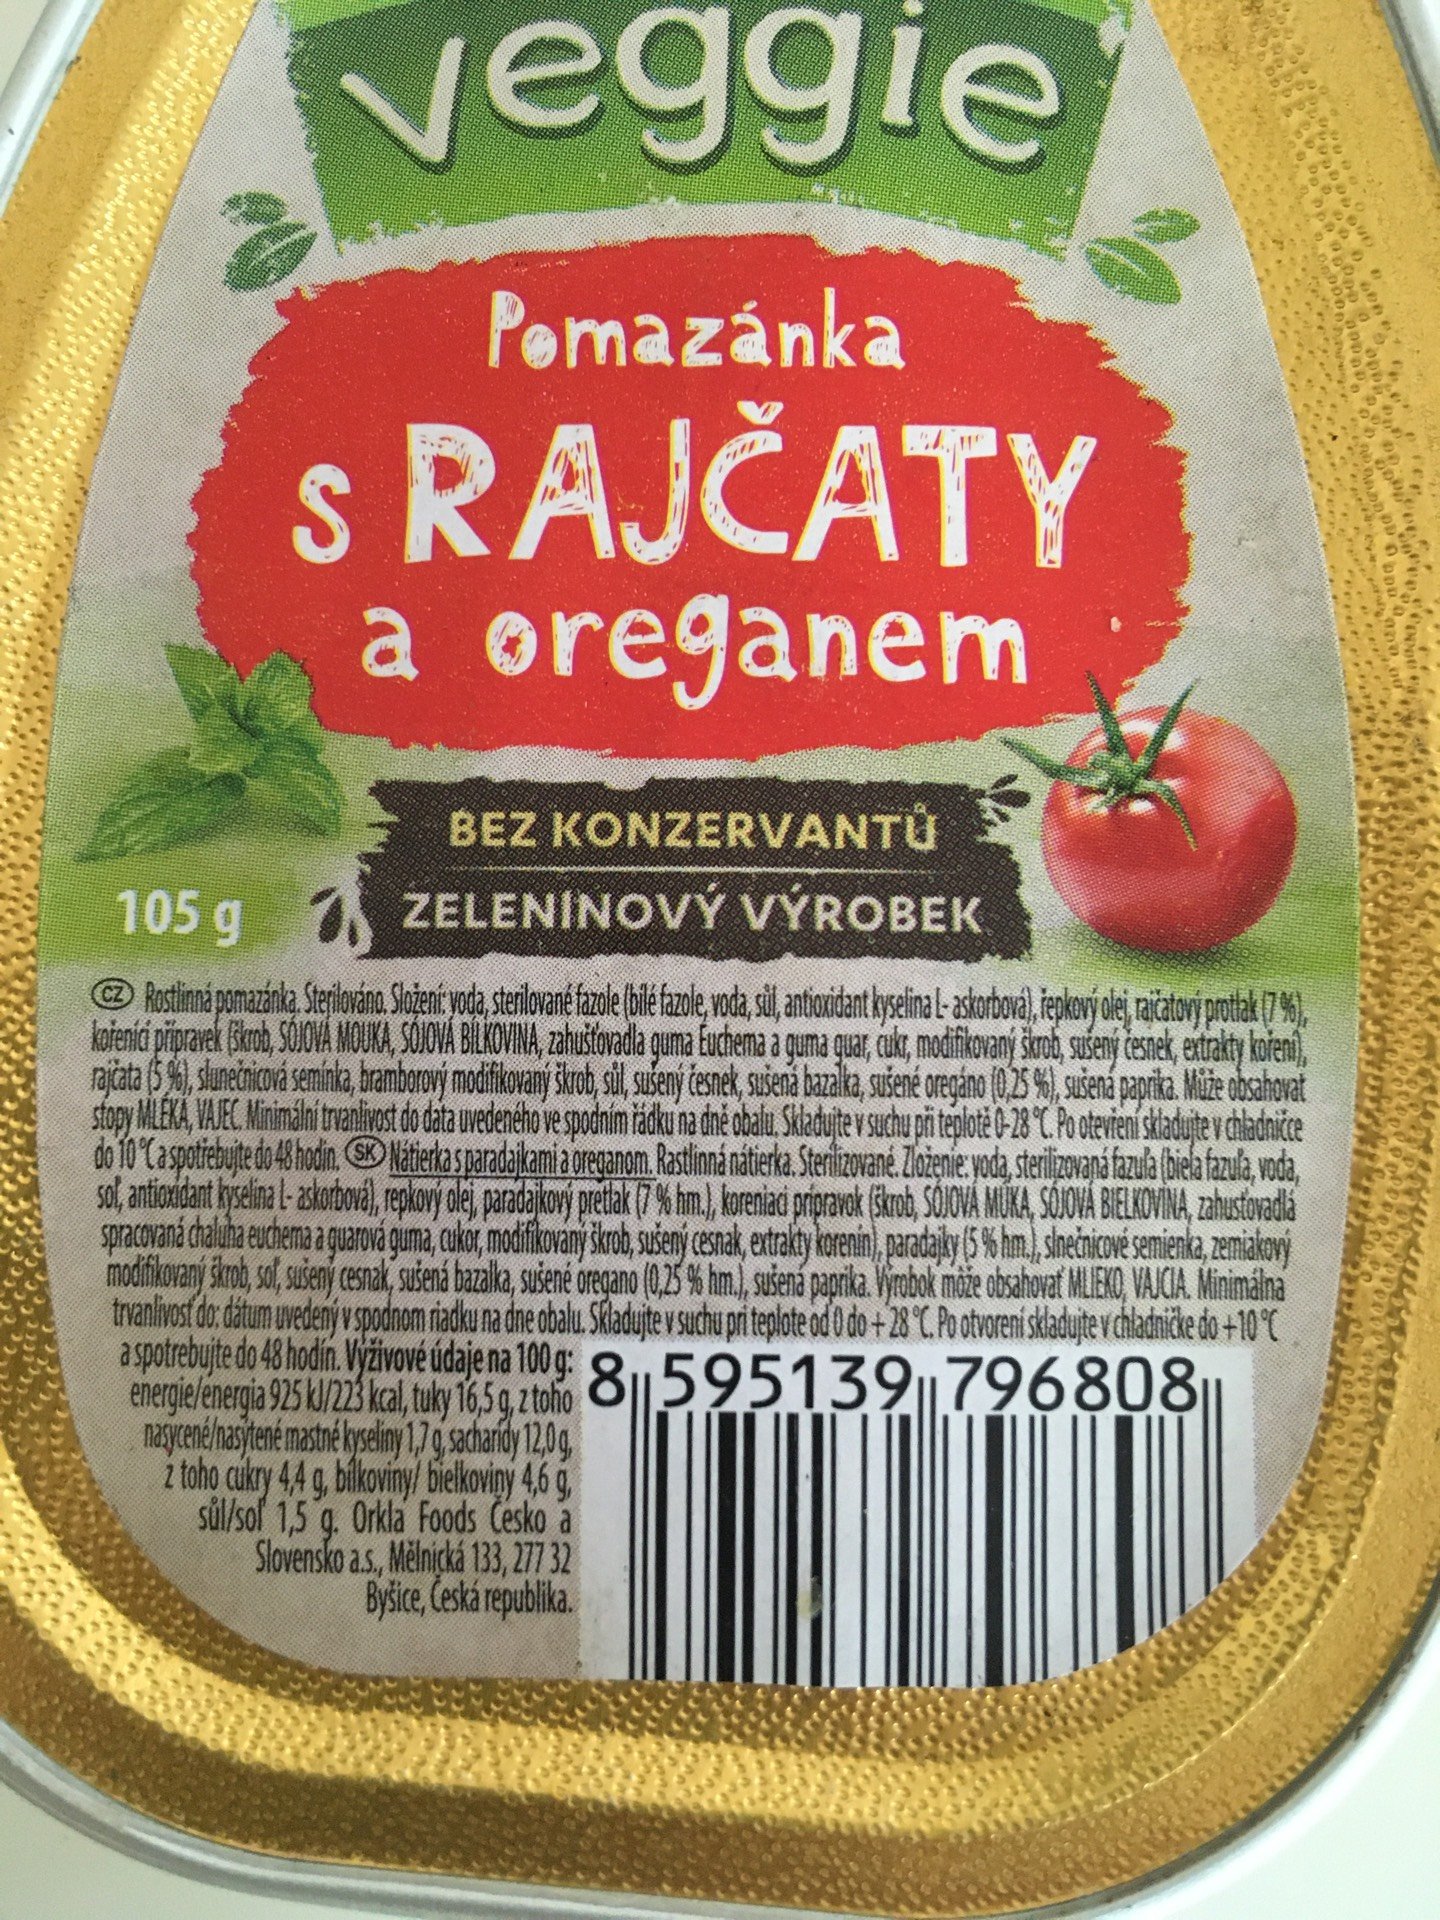 veggie
Pomazánka
s RAJČATY
a oreganem
BEZ KONZERVANTŮ
ZELENINOVÝ VÝROBEK
105 g
CZ Rostlinná pomazánka. Sterilováno. Složení: voda, sterilované fazole (bílé fazole, voda, sůl, antioxidant kyselina L- askorbová), řepkový olej, rajčatový protlak (7 %),
kořenící přípravek (škrob, SÓJOVÁ MOUKA, SÓJOVÁ BÍLKOVINA, zahušťovadla guma Euchema a guma guar, cukr, modifikovaný škrob, sušený česnek, extrakty koření),
rajčata (5 %), slunečnicová semínka, bramborový modifikovaný škrob, sůl, sušený česnek, sušená bazalka, sušené oregáno (0,25 %), sušená paprika. Může obsahovat
stopy MLÉKA, VAJEC. Minimální trvanlivost do data uvedeného ve spodním řádku na dně obalu. Skladujte v suchu při teplotě 0-28 °C. Po otevření skladujte v chladničce
do 10 °C a spotřebujte do 48 hodin. SK Nátierka s paradajkami a oreganom. Rastlinná nátierka. Sterilizované. Zloženie: voda, sterilizovaná fazuľa (biela fazuľa, voda,
soľ, antioxidant kyselina L- askorbová), repkový olej, paradajkový pretlak (7 % hm.), koreniaci prípravok (škrob, SÓJOVÁ MÚKA, SÓJOVÁ BIELKOVINA, zahusťovadlá
spracovaná chaluha euchema a guarová guma, cukor, modifikovaný škrob, sušený cesnak, extrakty korenín), paradajky (5 % hm.), slnečnicové semienka, zemiakový
modifikovaný škrob, soľ, sušený cesnak, sušená bazalka, sušené oregano (0,25 % hm.), sušená paprika. Výrobok môže obsahovať MLIEKO, VAJCIA. Minimálna
trvanlivosť do: dátum uvedený v spodnom riadku na dne obalu. Skladujte v suchu pri teplote od 0 do + 28 °C. Po otvorení skladujte v chladničke do +10 °C
a spotrebujte do 48 hodín. Výživové údaje na 100 g:
energie/energia 925 kJ/223 kcal, tuky 16,5 g, z toho
nasycené/nasýtené mastné kyseliny 1,7 g, sacharidy 12,0 g,
z toho cukry 4,4 g, bílkoviny/ bielkoviny 4,6 g,
sůl/soľ 1,5 g. Orkla Foods Česko a
Slovensko a.s., Mělnická 133, 277 32
Byšice, Česká republika.
8 595139 796808